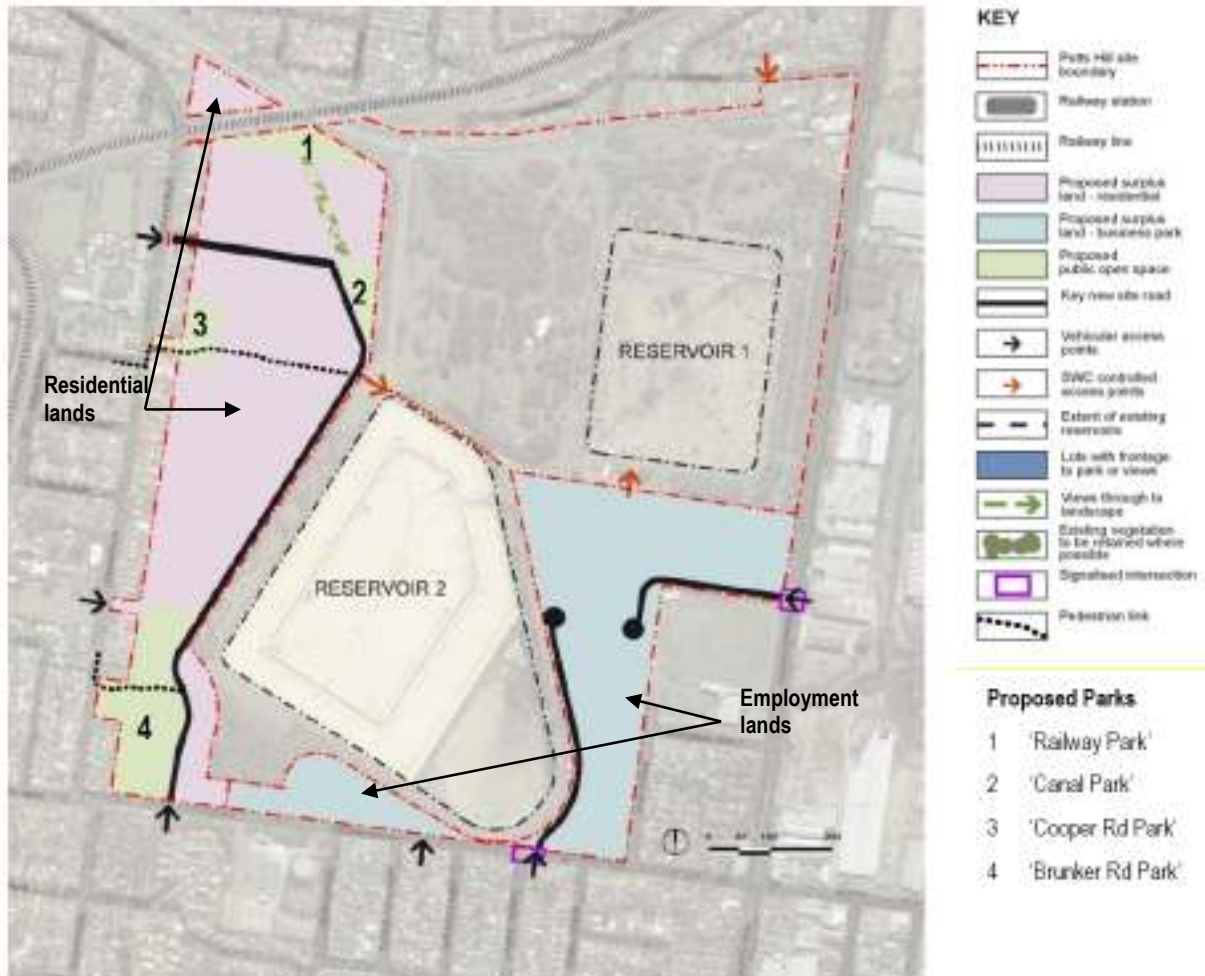 1
2
3
4
Residential
lands
RESERVOIR 1
RESERVOIR 2
Employment
lands
KEY
Potts Hill site
boundary
Railway station
Railway line
Proposed surplus
land - residential
Proposed surplus
land - business park
Proposed
public open space
Key new site road
Vehicular access
points
SWC controlled
access points
Extent of existing
reservoirs
Lots with frontage
to park or views
Views through to
landscape
Existing vegetation
to be retained where
possible
Signalised intersection
Pedestrian link
Proposed Parks
1 'Railway Park'
2 'Canal Park'
3 'Cooper Rd Park'
4 'Brunker Rd Park'